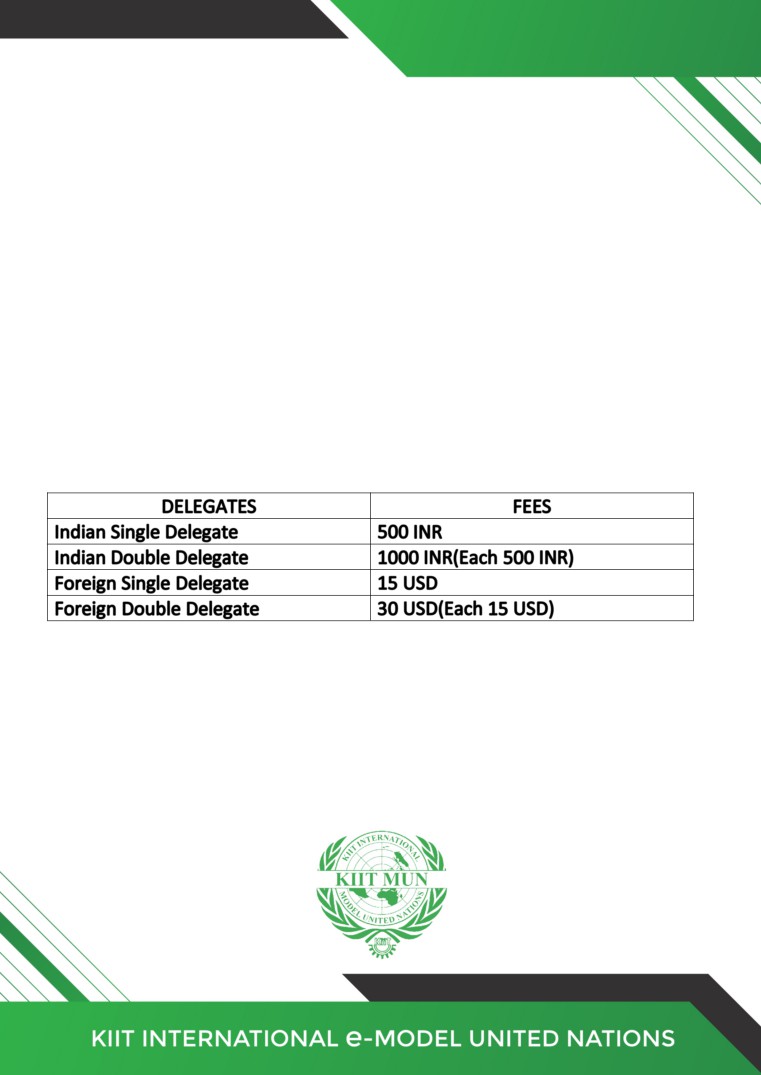 DELEGATES FEES
Indian Single Delegate 500 INR
Indian Double Delegate 1000 INR(Each 500 INR)
Foreign Single Delegate 15 USD
Foreign Double Delegate 30 USD(Each 15 USD)
KIIT INTERNATIONAL
KIIT MUN
MODEL UNITED NATIONS
KIIT
KIIT INTERNATIONAL e-MODEL UNITED NATIONS